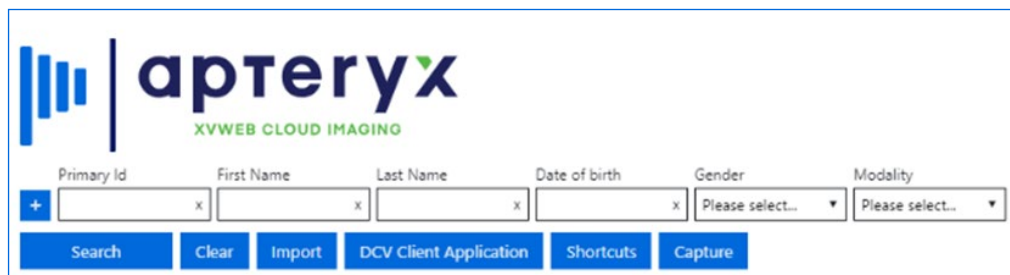 apteryx
XVWEB CLOUD IMAGING
Primary Id First Name Last Name Date of birth Gender Modality
+ x x x x Please select... ▼ Please select... ▼
Search Clear Import DCV Client Application Shortcuts Capture